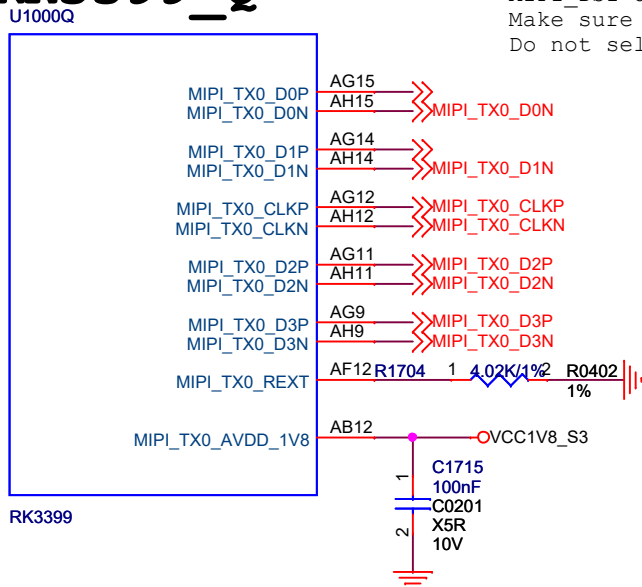 U1000Q
Make sure
Do not sel
MIPI_TX0_D0P AG15
MIPI_TX0_D0N AH15 MIPI_TX0_D0N
MIPI_TX0_D1P AG14
MIPI_TX0_D1N AH14 MIPI_TX0_D1N
MIPI_TX0_CLKP AG12 MIPI_TX0_CLKP
MIPI_TX0_CLKN AH12 MIPI_TX0_CLKN
MIPI_TX0_D2P AG11 MIPI_TX0_D2P
MIPI_TX0_D2N AH11 MIPI_TX0_D2N
MIPI_TX0_D3P AG9 MIPI_TX0_D3P
MIPI_TX0_D3N AH9 MIPI_TX0_D3N
MIPI_TX0_REXT AF12 R1704 1 4.02K/1% 2 R0402
1%
MIPI_TX0_AVDD_1V8 AB12 VCC1V8_S3
1
C1715
100nF
C0201
X5R
2
10V
RK3399